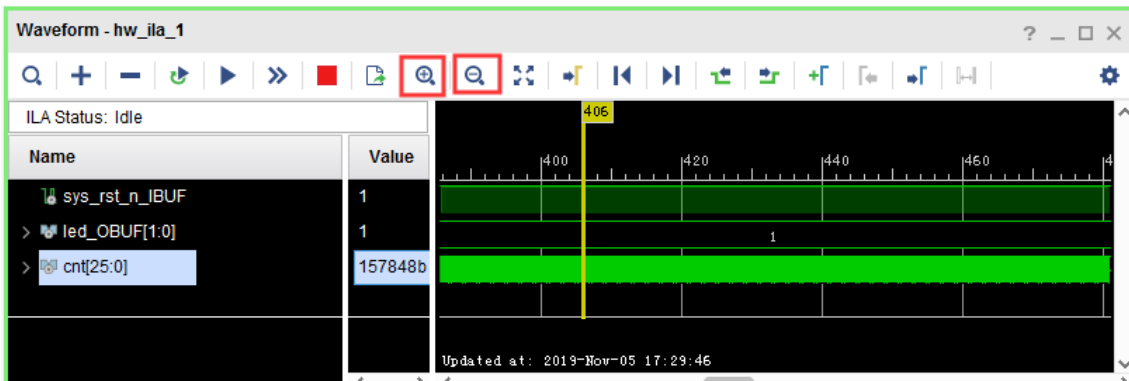 Waveform - hw_ila_1
ILA Status: Idle
Name Value
406
400 420 440 460 4
sys_rst_n_IBUF 1
led_OBUF[1:0] 1 1
cnt[25:0] 157848b
Updated at: 2019-Nov-05 17:29:46